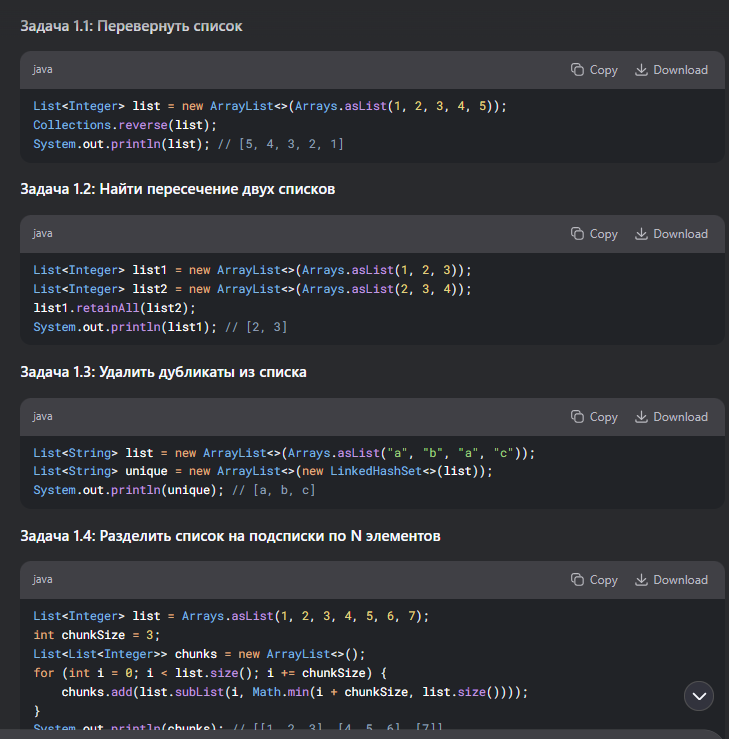 Задача 1.1: Перевернуть список
java
Copy
Download
List<Integer> list = new ArrayList<>(Arrays.asList(1, 2, 3, 4, 5));
Collections.reverse(list);
System.out.println(list); // [5, 4, 3, 2, 1]
Задача 1.2: Найти пересечение двух списков
java
Copy
Download
List<Integer> list1 = new ArrayList<>(Arrays.asList(1, 2, 3));
List<Integer> list2 = new ArrayList<>(Arrays.asList(2, 3, 4));
list1.retainAll(list2);
System.out.println(list1); // [2, 3]
Задача 1.3: Удалить дубликаты из списка
java
Copy
Download
List<String> list = new ArrayList<>(Arrays.asList("a", "b", "a", "c"));
List<String> unique = new ArrayList<>(new LinkedHashSet<>(list));
System.out.println(unique); // [a, b, c]
Задача 1.4: Разделить список на подсписки по N элементов
java
Copy
Download
List<Integer> list = Arrays.asList(1, 2, 3, 4, 5, 6, 7);
int chunkSize = 3;
List<List<Integer>> chunks = new ArrayList<>();
for (int i = 0; i < list.size(); i += chunkSize) {
    chunks.add(list.subList(i, Math.min(i + chunkSize, list.size())));
}
System.out.println(chunks); // [[1, 2, 3], [4, 5, 6], [7]]